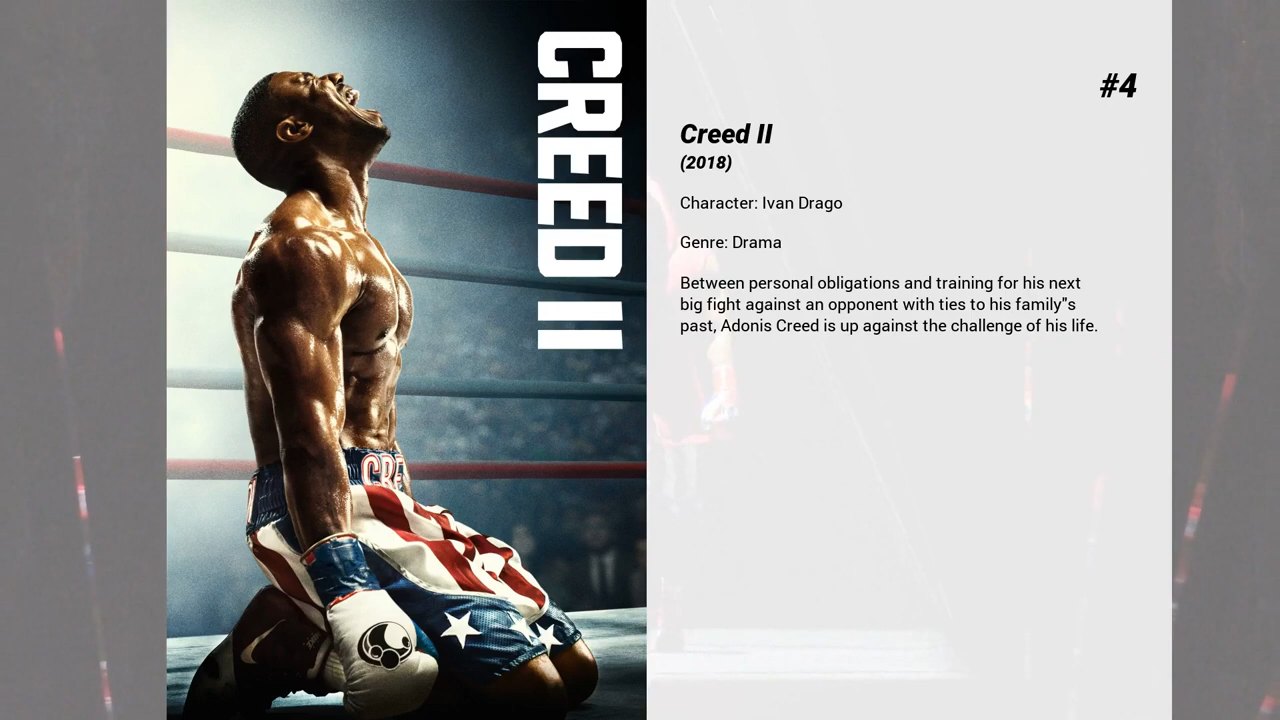 CREED II
#4
Creed II
(2018)
Character: Ivan Drago
Genre: Drama
Between personal obligations and training for his next
big fight against an opponent with ties to his family"s
past, Adonis Creed is up against the challenge of his life.
CRE